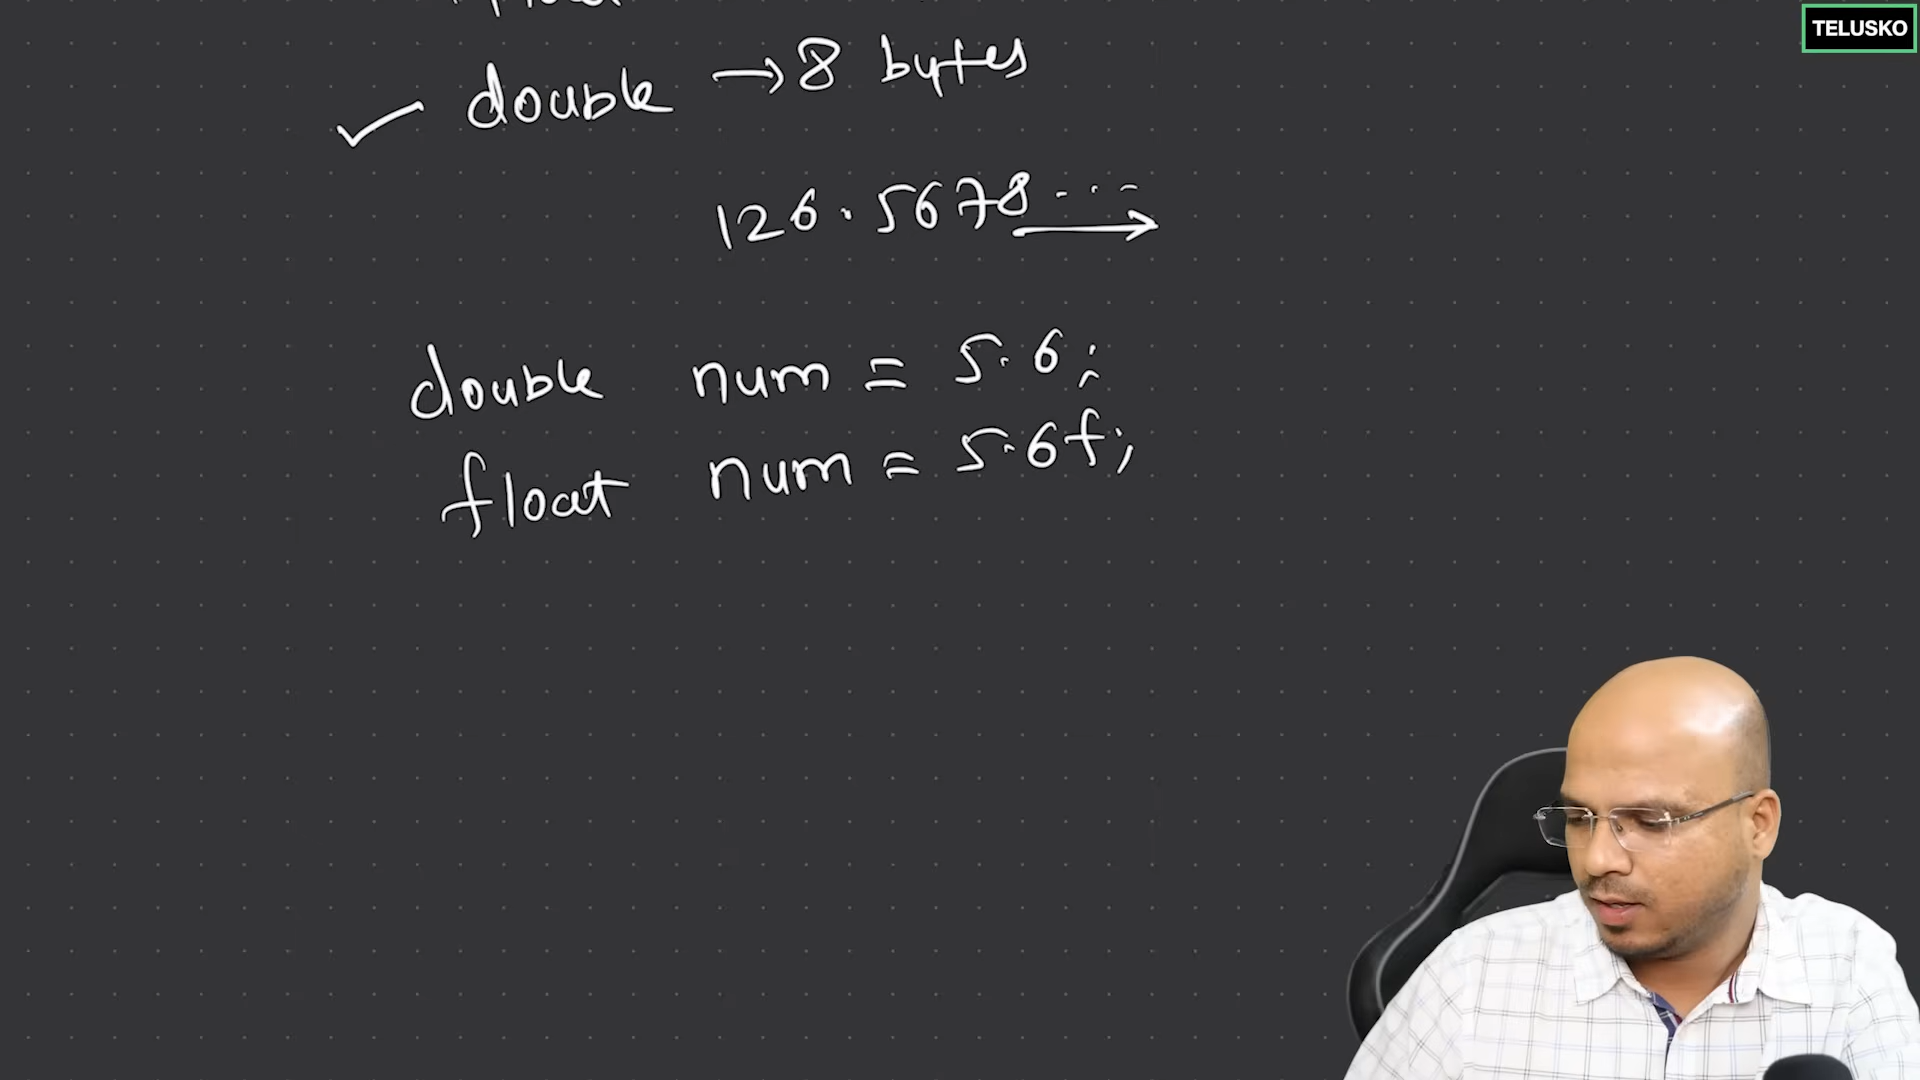 TELUSKO
double → 8 bytes
126.5678...
double num = 5.6;
float num = 5.6f;